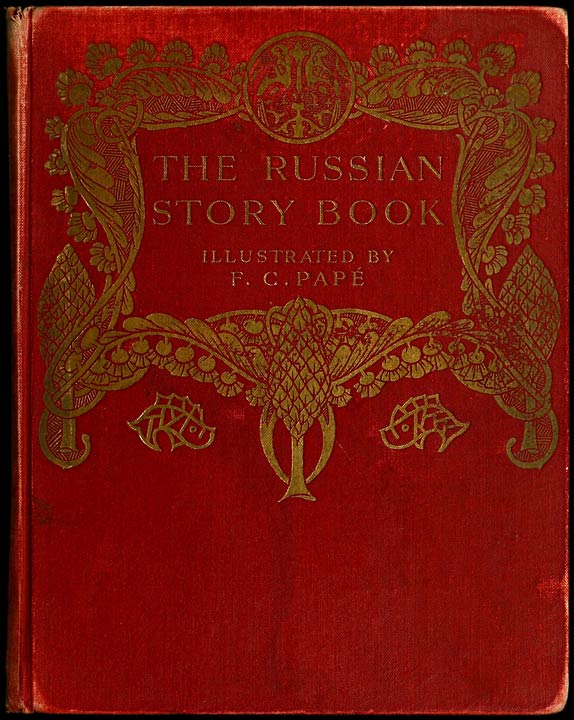 THE RUSSIAN
STORY BOOK
ILLUSTRATED BY
F. C. PAPÉ